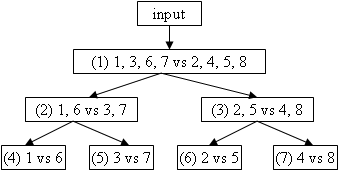 input
(1) 1, 3, 6, 7 vs 2, 4, 5, 8
(2) 1, 6 vs 3, 7
(3) 2, 5 vs 4, 8
(4) 1 vs 6
(5) 3 vs 7
(6) 2 vs 5
(7) 4 vs 8